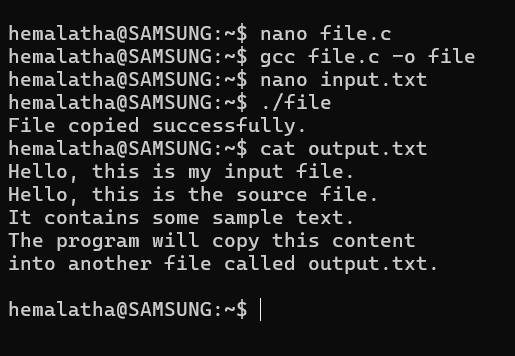 hemalatha@SAMSUNG:~$ nano file.c
hemalatha@SAMSUNG:~$ gcc file.c -o file
hemalatha@SAMSUNG:~$ nano input.txt
hemalatha@SAMSUNG:~$ ./file
File copied successfully.
hemalatha@SAMSUNG:~$ cat output.txt
Hello, this is my input file.
Hello, this is the source file.
It contains some sample text.
The program will copy this content
into another file called output.txt.
hemalatha@SAMSUNG:~$